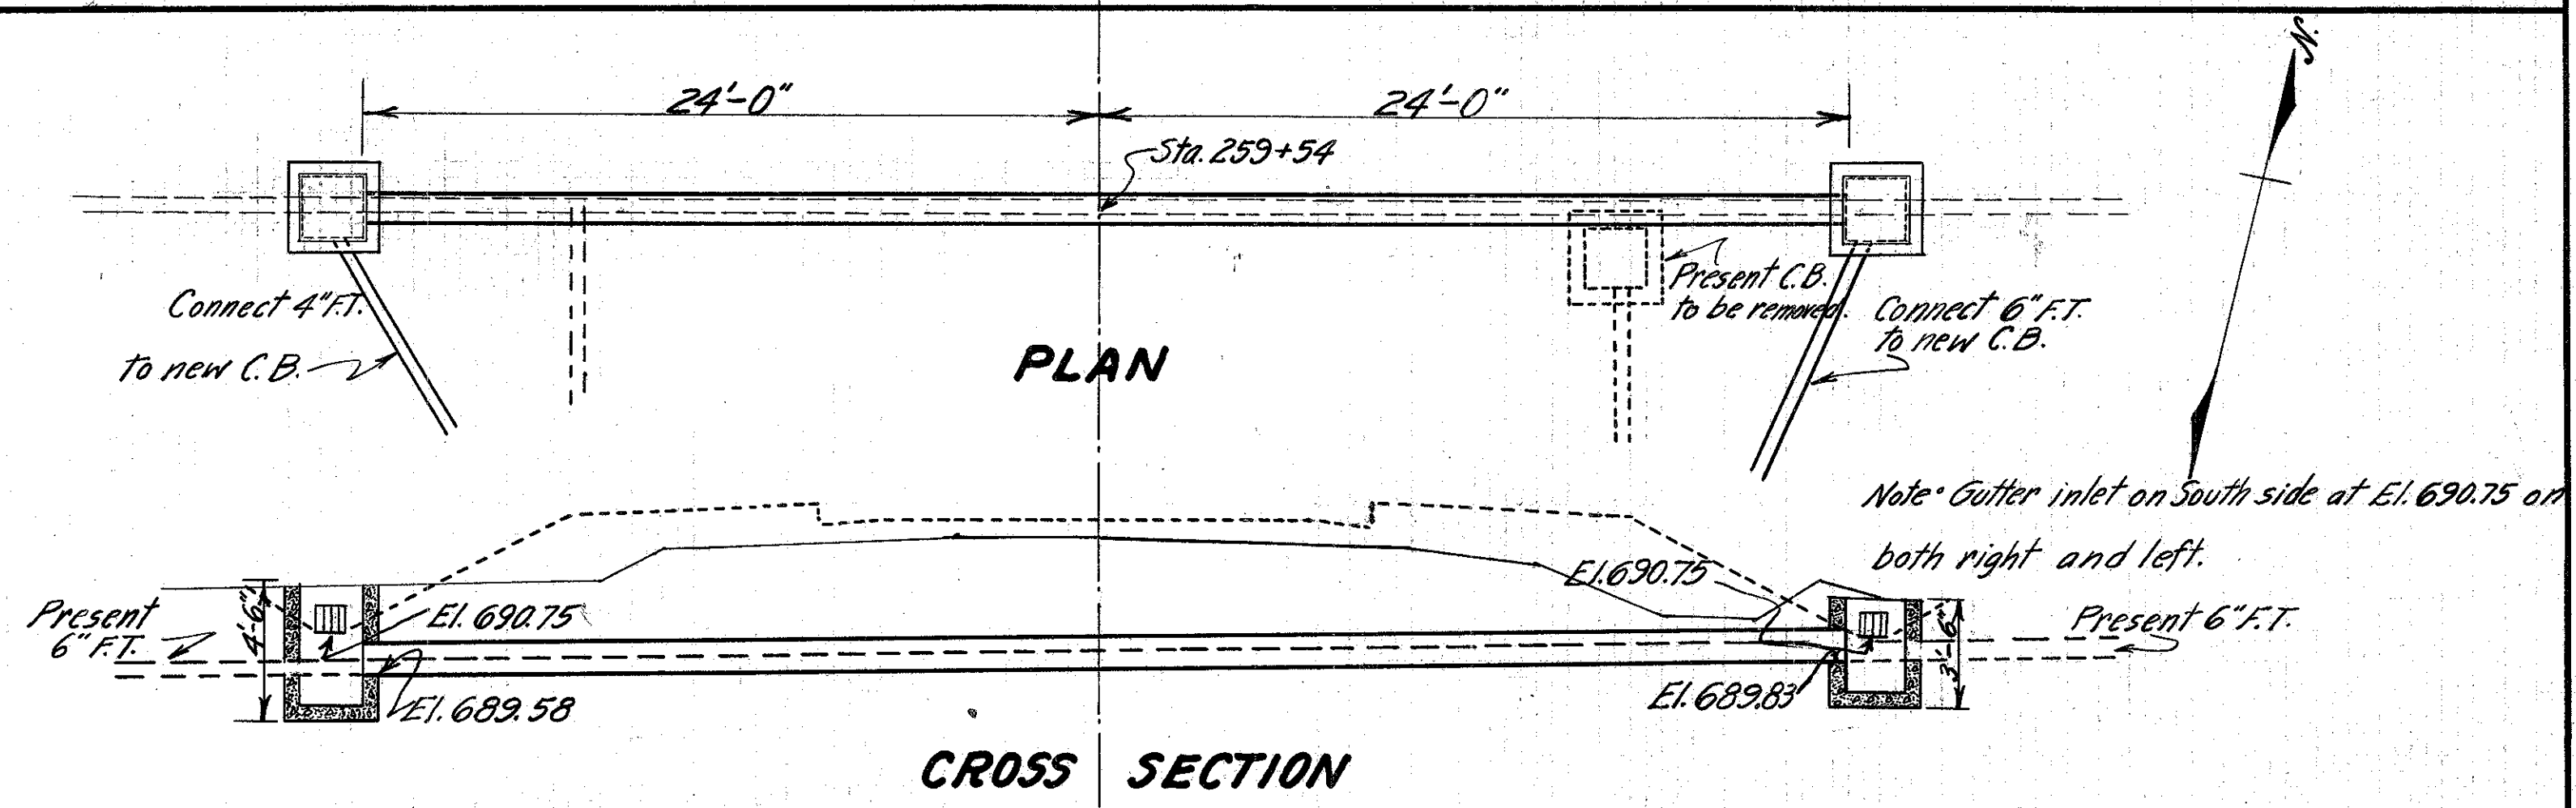 N.
24'-0"
24'-0"
Sta. 259+54
Connect 4" F.T.
to new C.B.
Present C.B.
to be removed.
Connect 6" F.T.
to new C.B.
PLAN
Note: Gutter inlet on South side at El. 690.75 on
both right and left.
Present
6" F.T.
4'-6"
El. 690.75
El. 689.58
El. 690.75
El. 689.83
3'-6"
Present 6" F.T.
CROSS SECTION